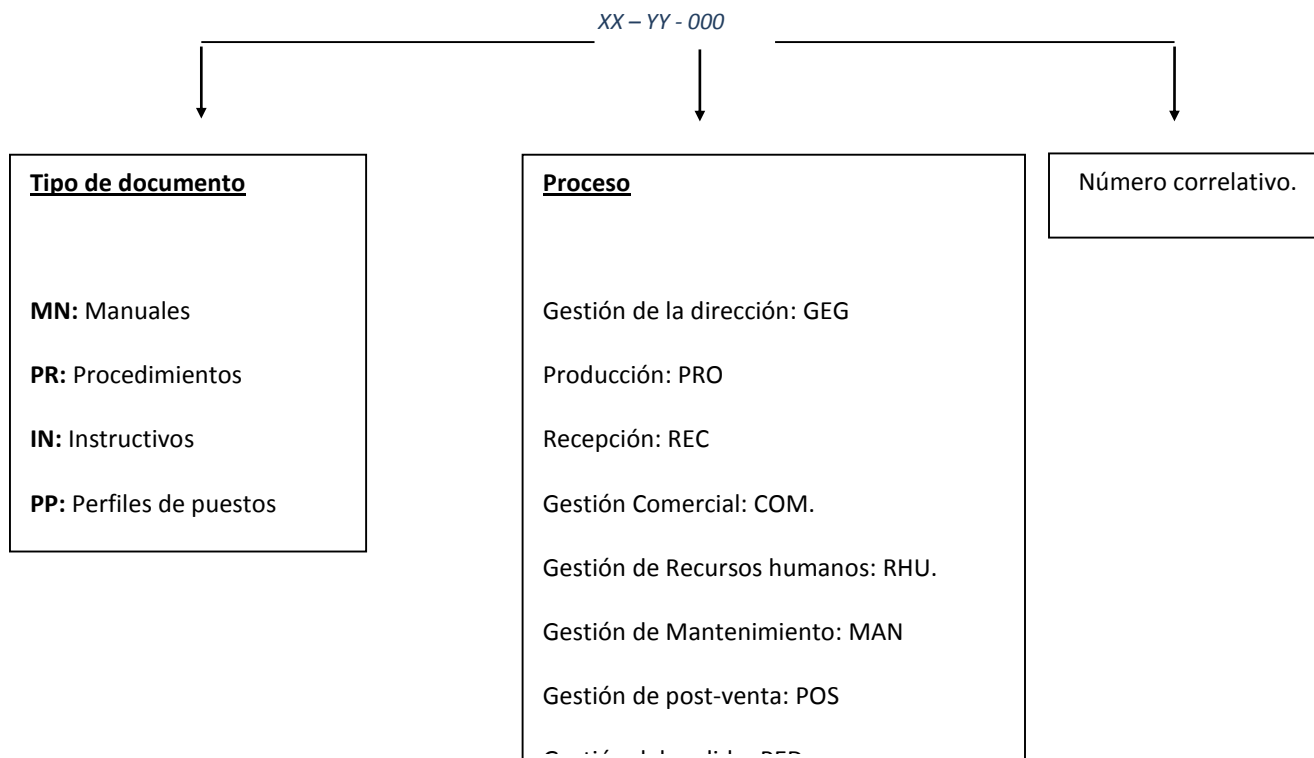 XX – YY - 000
Tipo de documento
MN: Manuales
PR: Procedimientos
IN: Instructivos
PP: Perfiles de puestos
Proceso
Gestión de la dirección: GEG
Producción: PRO
Recepción: REC
Gestión Comercial: COM.
Gestión de Recursos humanos: RHU.
Gestión de Mantenimiento: MAN
Gestión de post-venta: POS
Número correlativo.